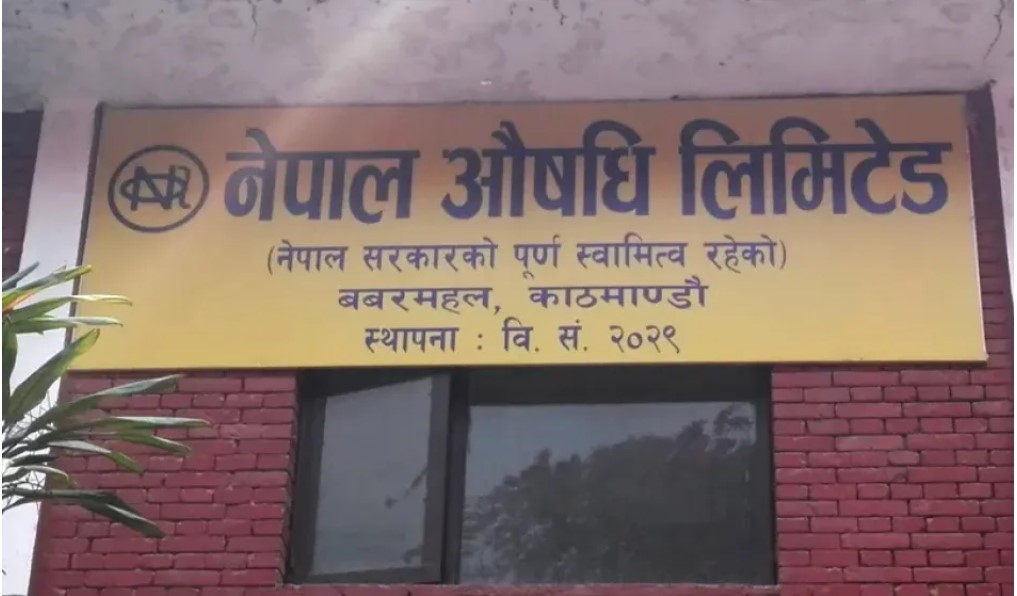 नेपाल औषधि लिमिटेड
(नेपाल सरकारको पूर्ण स्वामित्व रहेको)
बबरमहल, काठमाण्डौ
स्थापना : वि. सं. २०२९